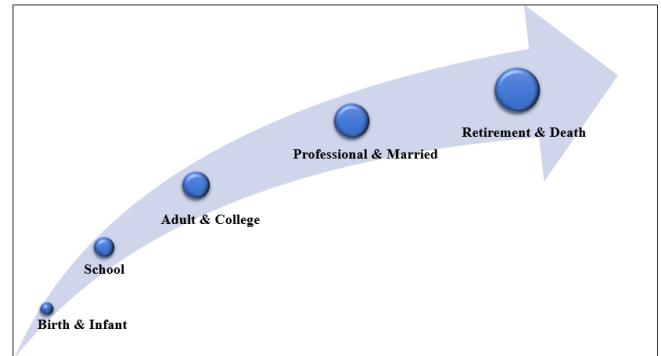 Retirement & Death
Professional & Married
Adult & College
School
Birth & Infant